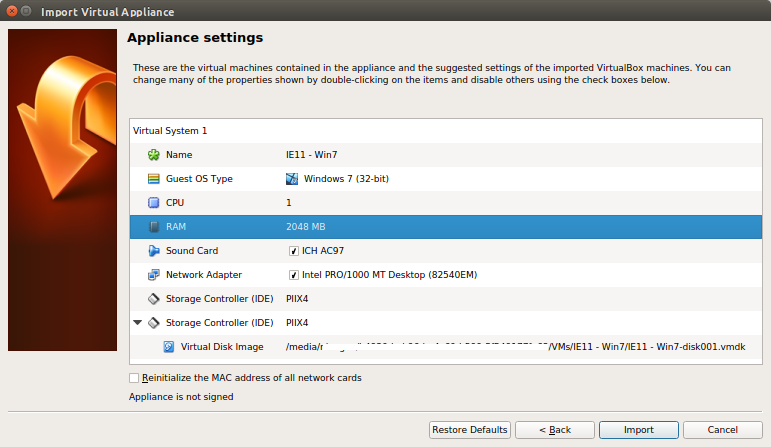 Import Virtual Appliance
Appliance settings
These are the virtual machines contained in the appliance and the suggested settings of the imported VirtualBox machines. You can
change many of the properties shown by double-clicking on the items and disable others using the check boxes below.
Virtual System 1
Name IE11 - Win7
Guest OS Type Windows 7 (32-bit)
CPU 1
RAM 2048 MB
Sound Card ICH AC97
Network Adapter Intel PRO/1000 MT Desktop (82540EM)
Storage Controller (IDE) PIIX4
Storage Controller (IDE) PIIX4
Virtual Disk Image /media/ /VMs/IE11 - Win7/IE11 - Win7-disk001.vmdk
Reinitialize the MAC address of all network cards
Appliance is not signed
Restore Defaults < Back Import Cancel